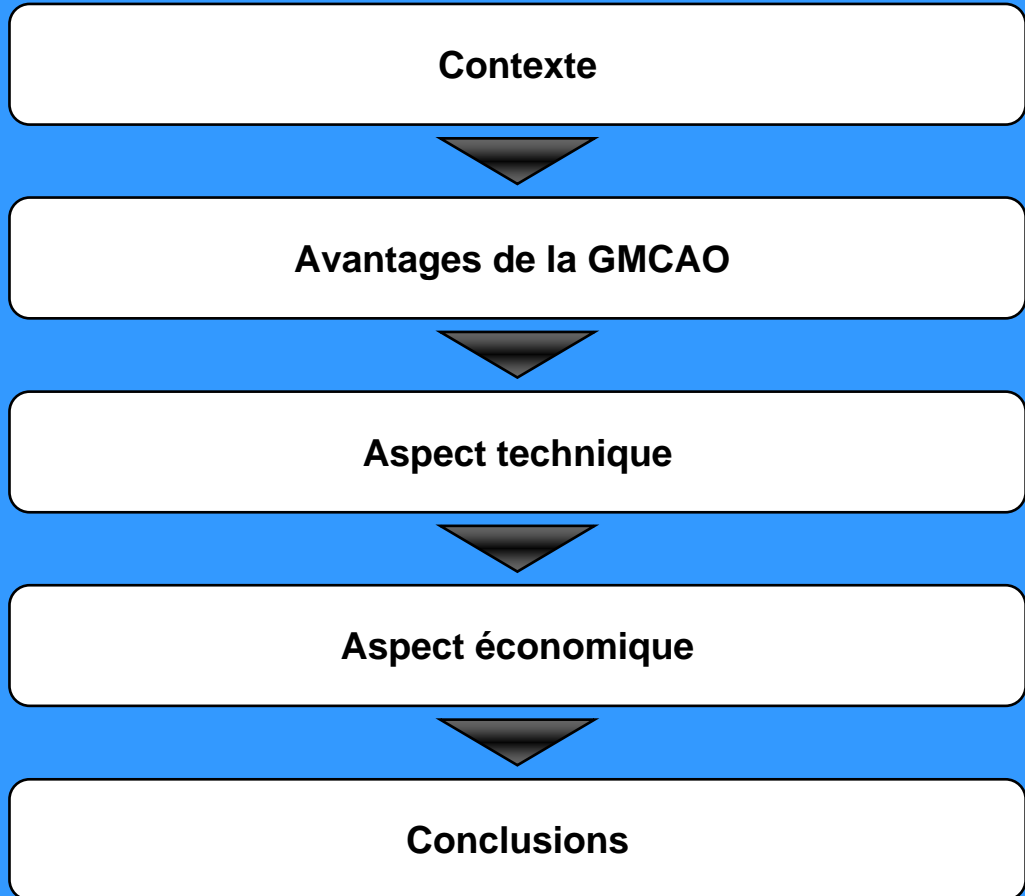 Contexte
Avantages de la GMCAO
Aspect technique
Aspect économique
Conclusions